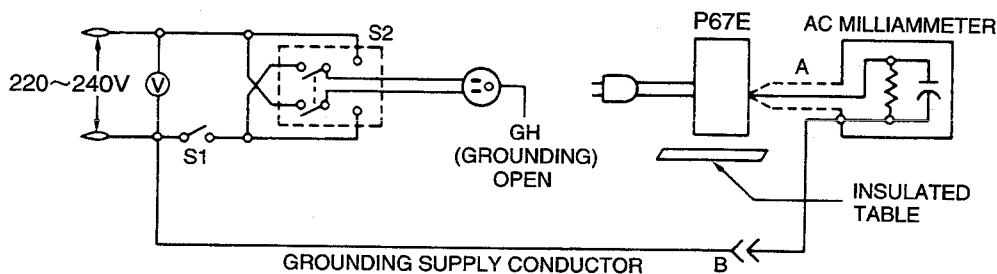 220~240V
V
S1
S2
GH
(GROUNDING)
OPEN
P67E
A
AC MILLIAMMETER
INSULATED
TABLE
GROUNDING SUPPLY CONDUCTOR
B